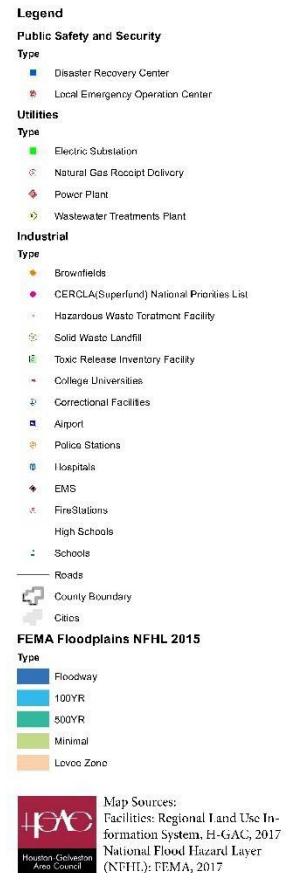 Legend
Public Safety and Security
Type
Disaster Recovery Center
Local Emergency Operation Center
Utilities
Type
Electric Substation
Natural Gas Receipt Delivery
Power Plant
Wastewater Treatments Plant
Industrial
Type
Brownfields
CERCLA(Superfund) National Priorities List
Hazardous Waste Toratment Facility
Solid Waste Landfill
Toxic Release Inventory Facility
College Universities
Correctional Facilities
Airport
Police Stations
Hospitals
EMS
FireStations
High Schools
Schools
Roads
County Boundary
Cities
FEMA Floodplains NFHL 2015
Type
Floodway
100YR
500YR
Minimal
Levee Zone
HGAC
Houston-Galveston
Area Council
Map Sources:
Facilities: Regional Land Use In-
formation System, H-GAC, 2017
National Flood Hazard Layer
(NFHL): FEMA, 2017